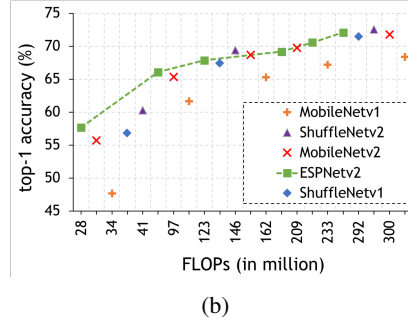 75
70
65
60
55
50
45
top-1 accuracy (%)
MobileNetv1
ShuffleNetv2
MobileNetv2
ESPNetv2
ShuffleNetv1
28 34 41 97 123 146 162 209 233 292 300
FLOPs (in million)
(b)